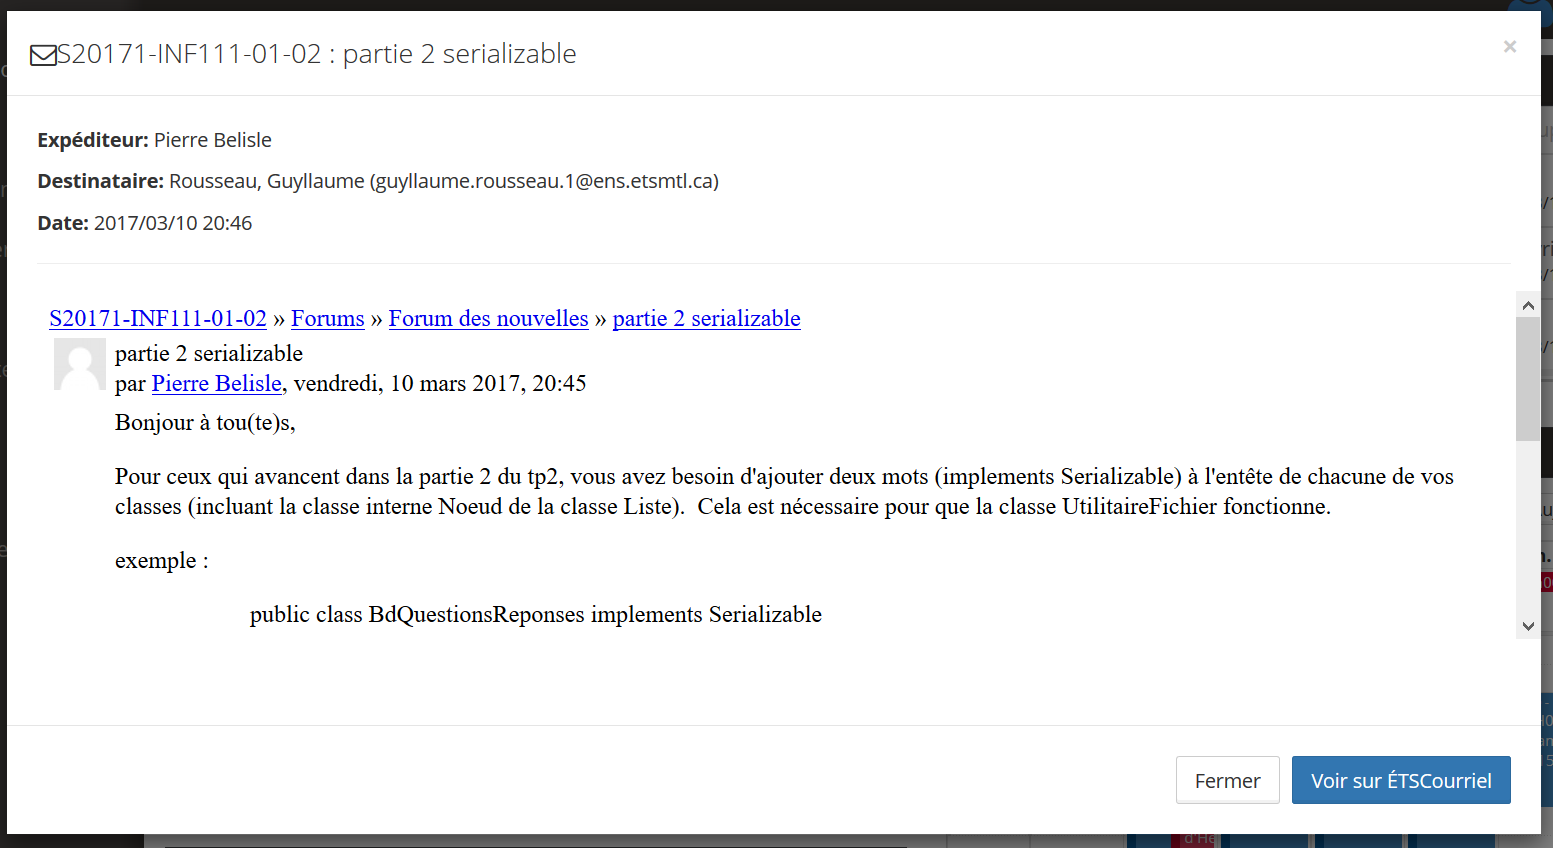 S20171-INF111-01-02 : partie 2 serializable
×
Expéditeur: Pierre Belisle
Destinataire: Rousseau, Guyllaume (guyllaume.rousseau.1@ens.etsmtl.ca)
Date: 2017/03/10 20:46
S20171-INF111-01-02 » Forums » Forum des nouvelles » partie 2 serializable
partie 2 serializable
par Pierre Belisle, vendredi, 10 mars 2017, 20:45
Bonjour à tou(te)s,
Pour ceux qui avancent dans la partie 2 du tp2, vous avez besoin d'ajouter deux mots (implements Serializable) à l'entête de chacune de vos
classes (incluant la classe interne Noeud de la classe Liste).  Cela est nécessaire pour que la classe UtilitaireFichier fonctionne.
exemple :
public class BdQuestionsReponses implements Serializable
Fermer
Voir sur ÉTSCourriel